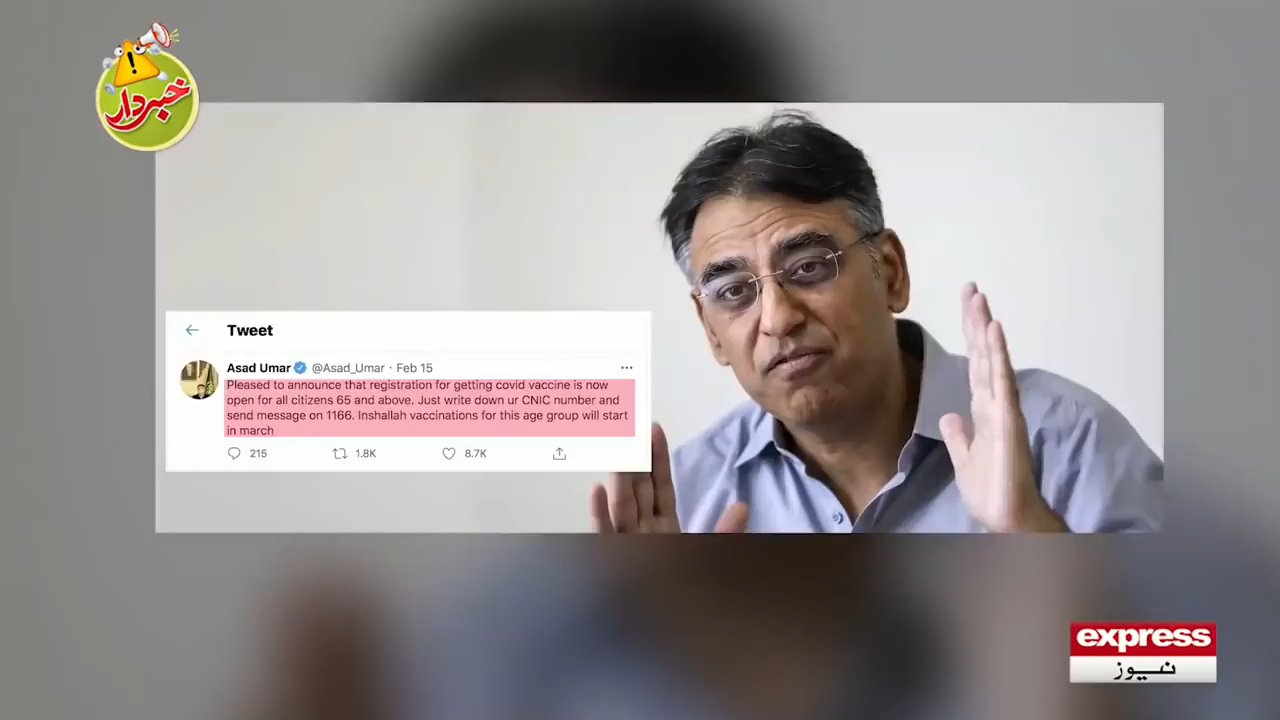 خبردار
Tweet
Asad Umar @Asad_Umar · Feb 15
Pleased to announce that registration for getting covid vaccine is now
open for all citizens 65 and above. Just write down ur CNIC number and
send message on 1166. Inshallah vaccinations for this age group will start
in march
215 1.8K 8.7K
express
نیوز